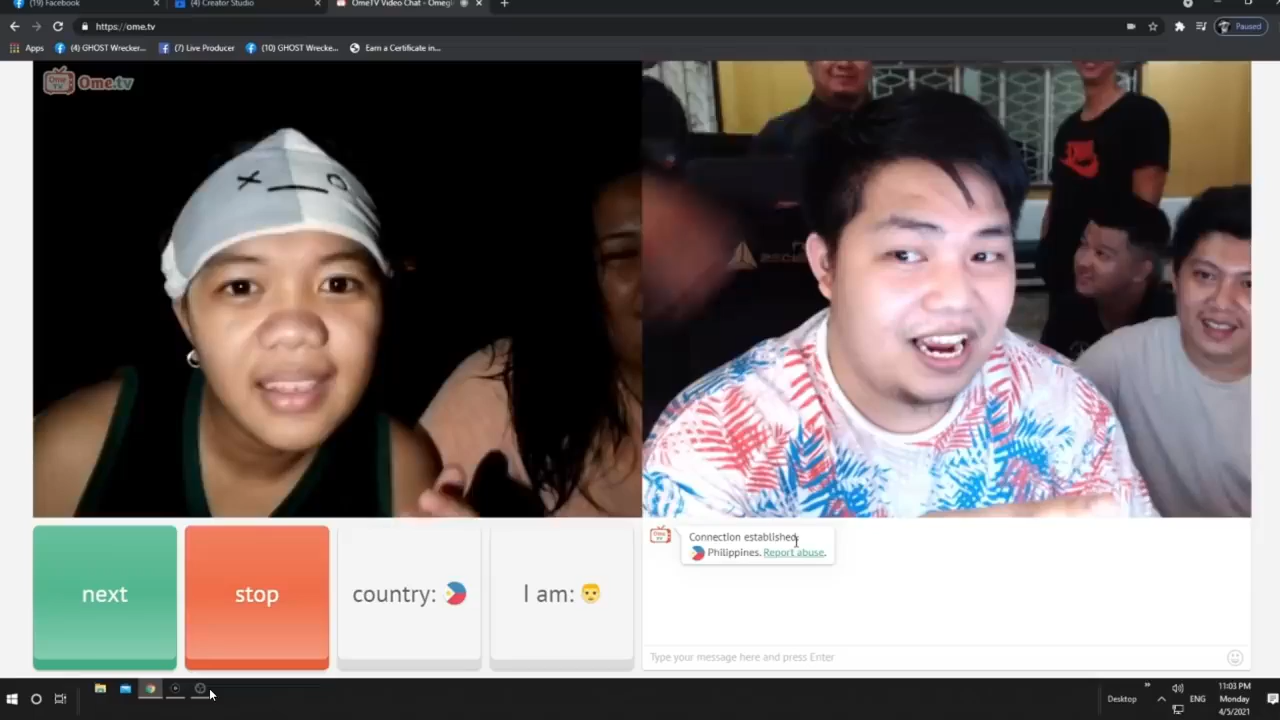 (19) Facebook
(4) Creator Studio
OmeTV Video Chat - Omegl
https://ome.tv
Paused
Apps
(4) GHOST Wrecker...
(7) Live Producer
(10) GHOST Wrecke...
Earn a Certificate in...
Ome.tv
Connection established.
Philippines. Report abuse.
next
stop
country:
I am:
Type your message here and press Enter
Desktop
ENG
11:03 PM
Monday
4/5/2021